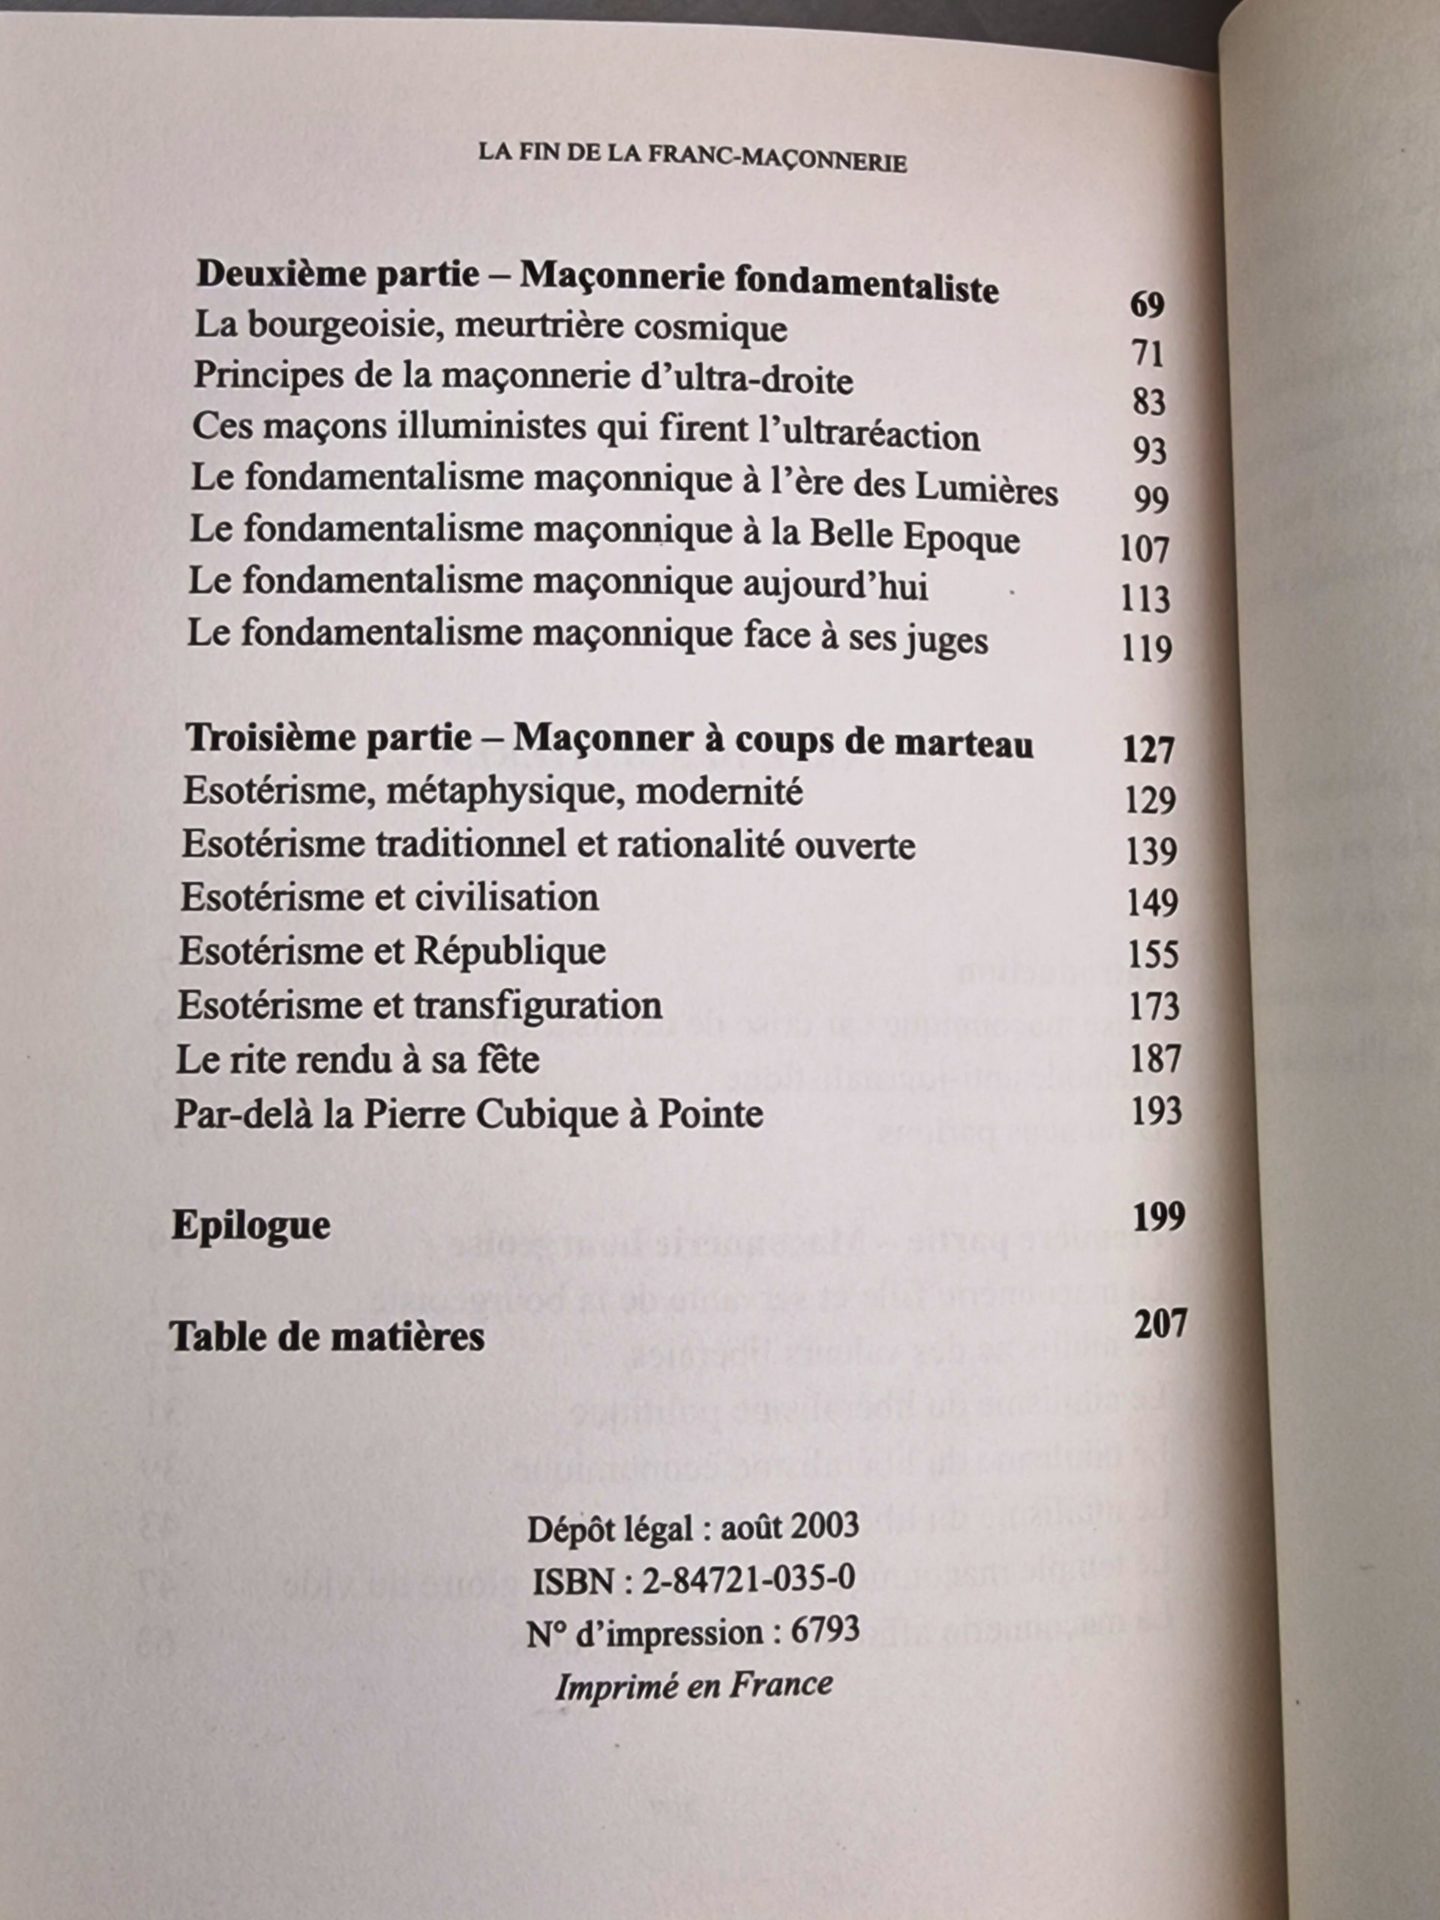 LA FIN DE LA FRANC-MAÇONNERIE
Deuxième partie – Maçonnerie fondamentaliste 69
La bourgeoisie, meurtrière cosmique 71
Principes de la maçonnerie d’ultra-droite 83
Ces maçons illuministes qui firent l’ultraréaction 93
Le fondamentalisme maçonnique à l’ère des Lumières 99
Le fondamentalisme maçonnique à la Belle Epoque 107
Le fondamentalisme maçonnique aujourd’hui 113
Le fondamentalisme maçonnique face à ses juges 119
Troisième partie – Maçonner à coups de marteau 127
Esotérisme, métaphysique, modernité 129
Esotérisme traditionnel et rationalité ouverte 139
Esotérisme et civilisation 149
Esotérisme et République 155
Esotérisme et transfiguration 173
Le rite rendu à sa fête 187
Par-delà la Pierre Cubique à Pointe 193
Epilogue 199
Table de matières 207
Dépôt légal : août 2003
ISBN : 2-84721-035-0
N° d’impression : 6793
Imprimé en France